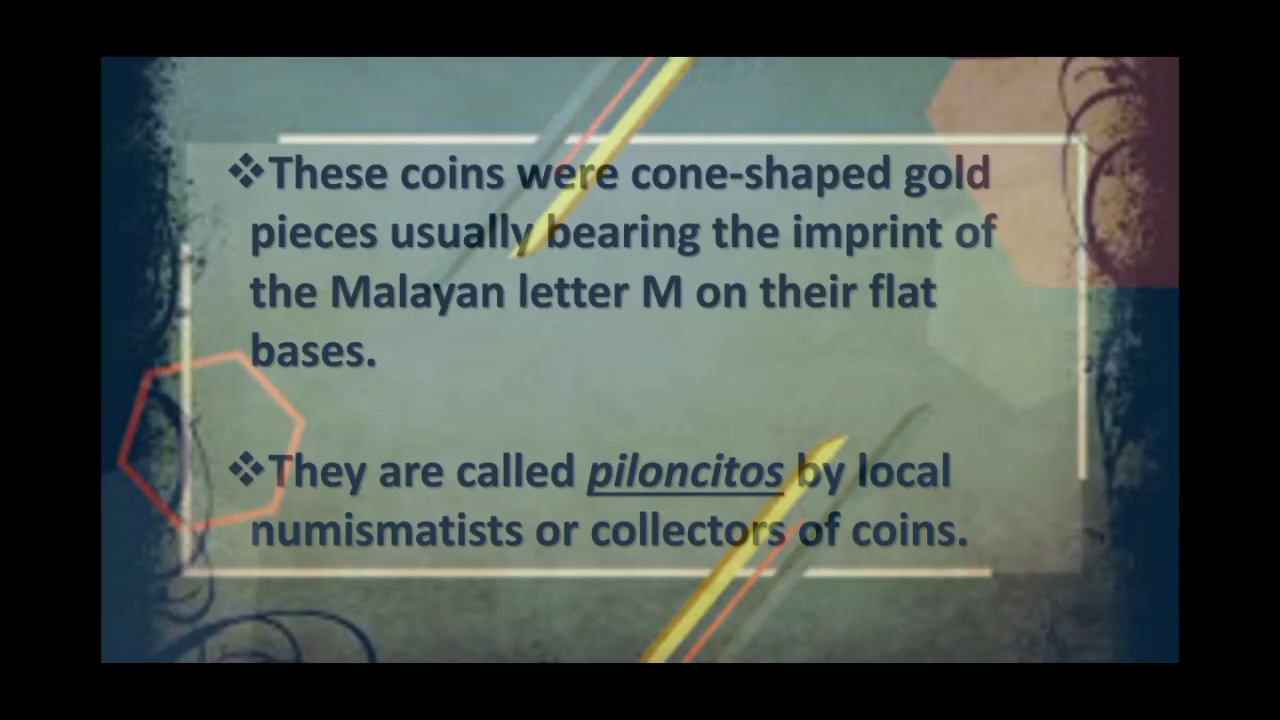 ❖These coins were cone-shaped gold
pieces usually bearing the imprint of
the Malayan letter M on their flat
bases.
❖They are called piloncitos by local
numismatists or collectors of coins.